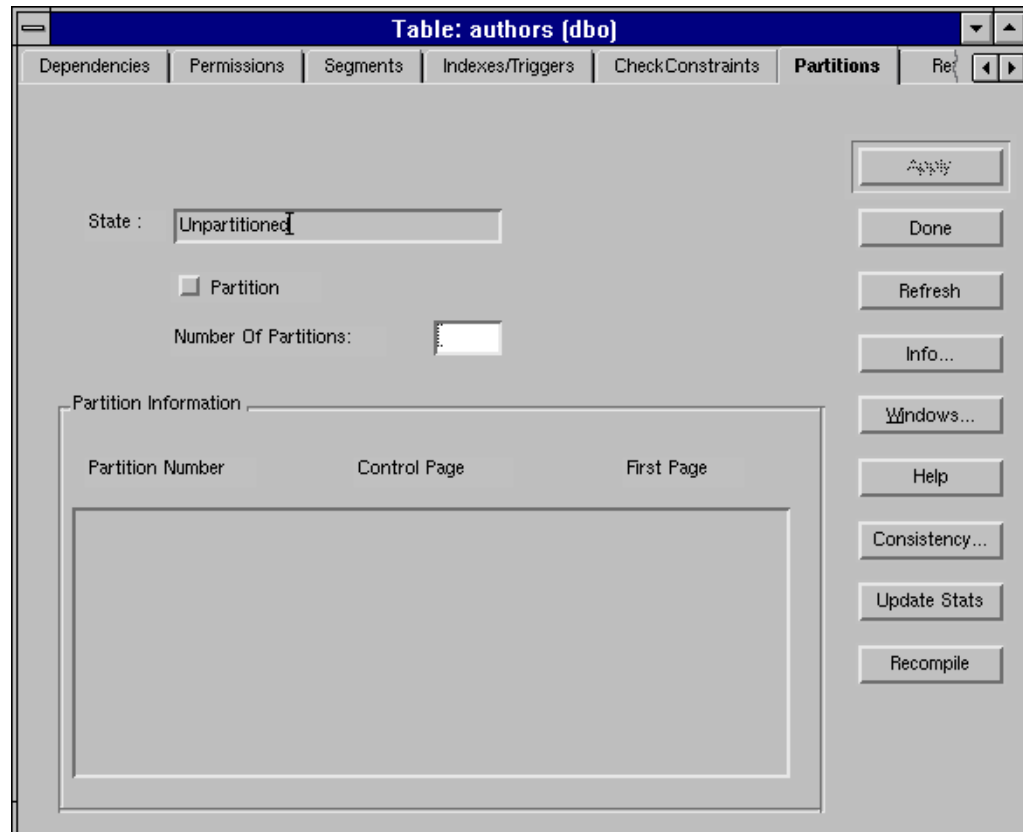 Table: authors (dbo)
Dependencies Permissions Segments Indexes/Triggers CheckConstraints Partitions
Apply
State : Unpartitioned
Done
Partition
Refresh
Number Of Partitions:
Info...
Partition Information
Windows...
Partition Number Control Page First Page
Help
Consistency...
Update Stats
Recompile